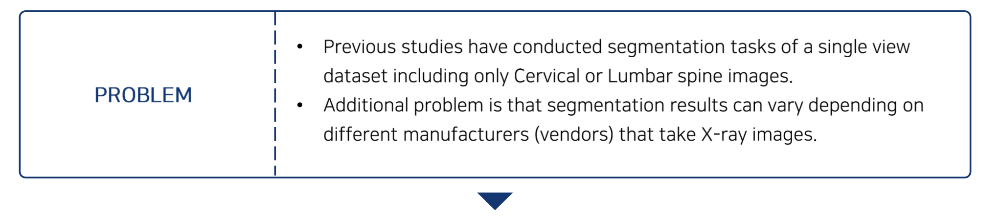 PROBLEM
• Previous studies have conducted segmentation tasks of a single view
dataset including only Cervical or Lumbar spine images.
• Additional problem is that segmentation results can vary depending on
different manufacturers (vendors) that take X-ray images.